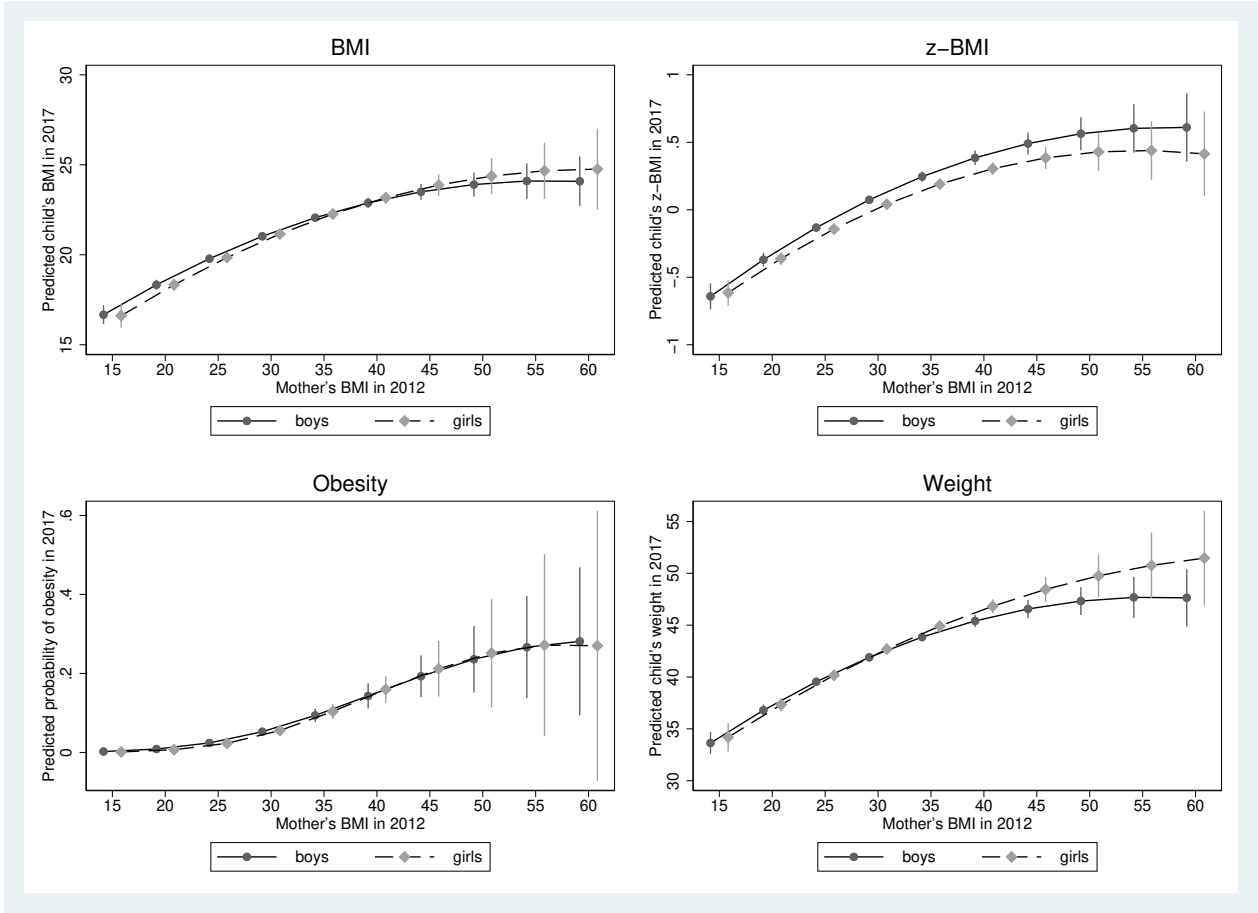 BMI
Predicted child's BMI in 2017
30
25
20
15
15 20 25 30 35 40 45 50 55 60
Mother's BMI in 2012
boys girls
z−BMI
Predicted child's z-BMI in 2017
1
.5
0
−.5
−1
15 20 25 30 35 40 45 50 55 60
Mother's BMI in 2012
boys girls
Obesity
Predicted probability of obesity in 2017
.6
.4
.2
0
15 20 25 30 35 40 45 50 55 60
Mother's BMI in 2012
boys girls
Weight
Predicted child's weight in 2017
55
50
45
40
35
30
15 20 25 30 35 40 45 50 55 60
Mother's BMI in 2012
boys girls